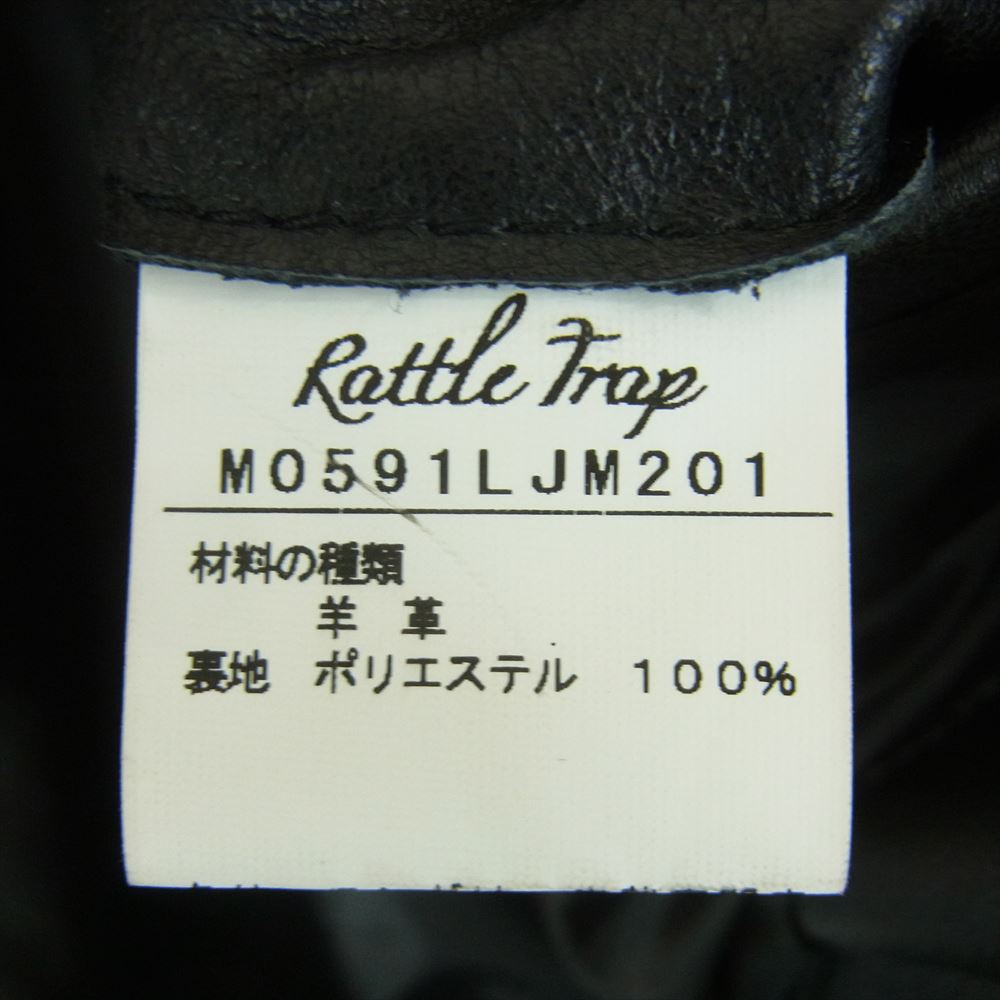 Rattle Trap
M0591LJM201
材料の種類
羊 革
裏地 ポリエステル 100%